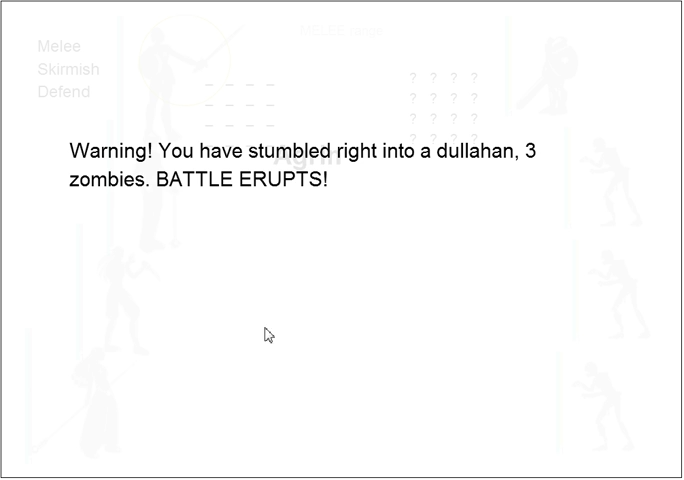 Melee
Skirmish
Defend
_ _ _ _
_ _ _ _
_ _ _ _
? ? ? ?
? ? ? ?
? ? ? ?
? ? ? ?
Warning! You have stumbled right into a dullahan, 3
zombies. BATTLE ERUPTS!